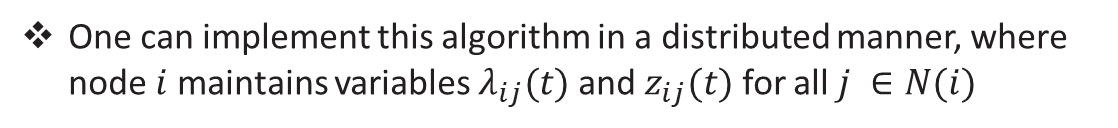 ❖ One can implement this algorithm in a distributed manner, where
node i maintains variables λij(t) and zij(t) for all j ∈ N(i)